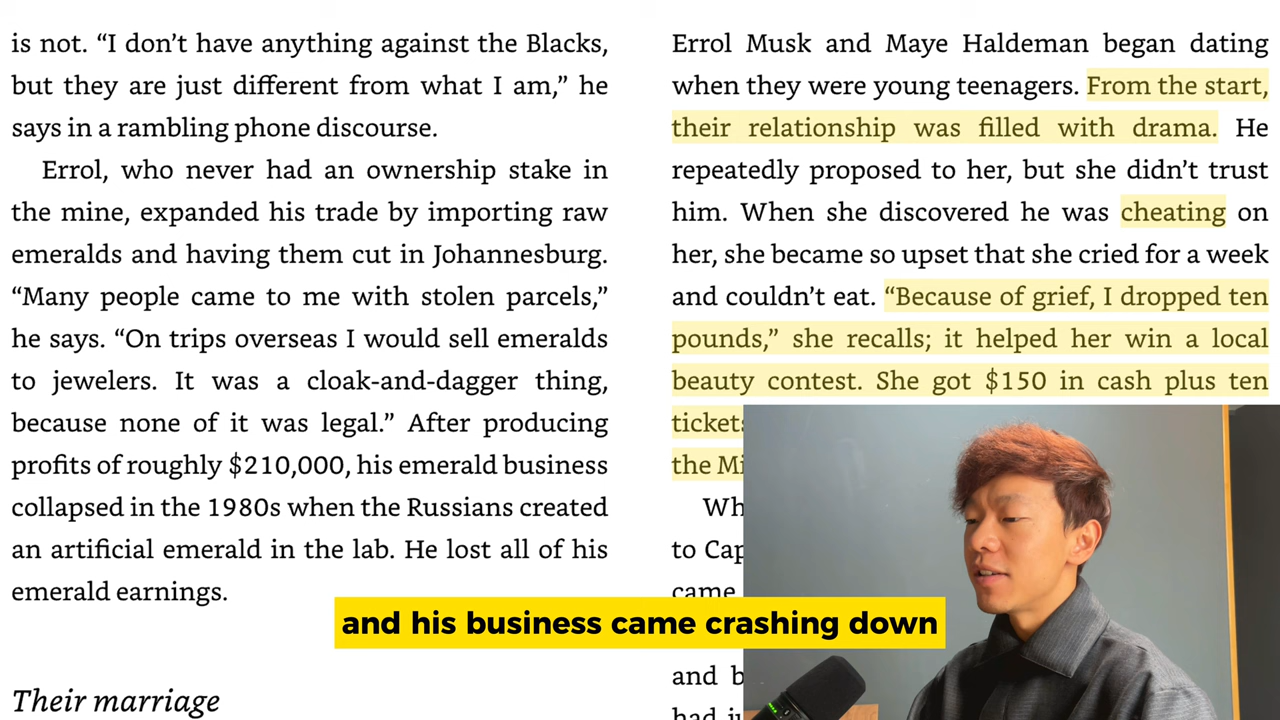 is not. “I don’t have anything against the Blacks,
but they are just different from what I am,” he
says in a rambling phone discourse.
Errol, who never had an ownership stake in
the mine, expanded his trade by importing raw
emeralds and having them cut in Johannesburg.
“Many people came to me with stolen parcels,”
he says. “On trips overseas I would sell emeralds
to jewelers. It was a cloak-and-dagger thing,
because none of it was legal.” After producing
profits of roughly $210,000, his emerald business
collapsed in the 1980s when the Russians created
an artificial emerald in the lab. He lost all of his
emerald earnings.
Their marriage
Errol Musk and Maye Haldeman began dating
when they were young teenagers. From the start,
their relationship was filled with drama. He
repeatedly proposed to her, but she didn’t trust
him. When she discovered he was cheating on
her, she became so upset that she cried for a week
and couldn’t eat. “Because of grief, I dropped ten
pounds,” she recalls; it helped her win a local
beauty contest. She got $150 in cash plus ten
tickets
the Mi
Wh
to Cap
came
and b
had
and his business came crashing down